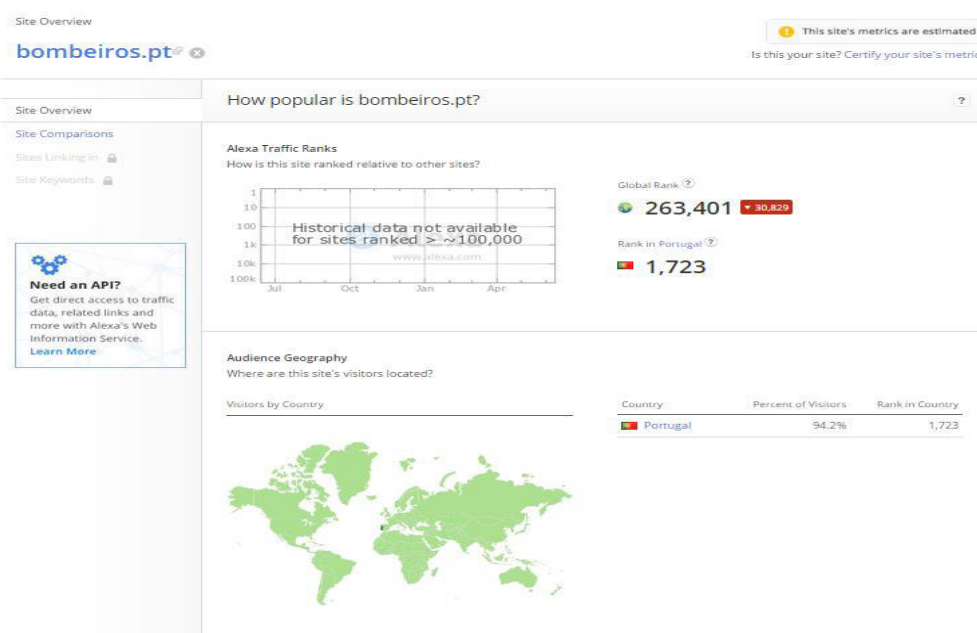 Site Overview
bombeiros.pt
This site's metrics are estimated
Is this your site? Certify your site's metric
Site Overview
Site Comparisons
Sites Linking In
Site Keywords
Need an API?
Get direct access to traffic
data, related links and
more with Alexa's Web
Information Service.
Learn More
How popular is bombeiros.pt?
?
Alexa Traffic Ranks
How is this site ranked relative to other sites?
1
10
100
1k
10k
100k
Historical data not available
for sites ranked > ~100,000
www.alexa.com
Jul Oct Jan Apr
Global Rank ?
263,401 30,829
Rank in Portugal ?
1,723
Audience Geography
Where are this site's visitors located?
Visitors by Country
Country Percent of Visitors Rank in Country
Portugal 94.2% 1,723